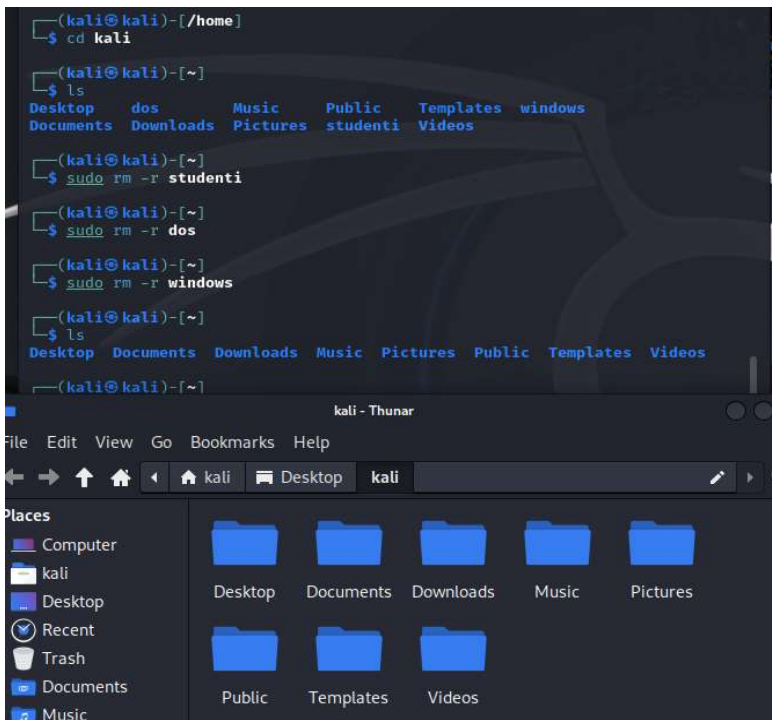 (kali㉿kali)-[/home]
$ cd kali
(kali㉿kali)-[~]
$ ls
Desktop dos Music Public Templates windows
Documents Downloads Pictures studenti Videos
(kali㉿kali)-[~]
$ sudo rm -r studenti
(kali㉿kali)-[~]
$ sudo rm -r dos
(kali㉿kali)-[~]
$ sudo rm -r windows
(kali㉿kali)-[~]
$ ls
Desktop Documents Downloads Music Pictures Public Templates Videos
(kali㉿kali)-[~]
kali - Thunar
File Edit View Go Bookmarks Help
kali Desktop kali
Places
Computer
kali
Desktop
Recent
Trash
Documents
Music
Desktop Documents Downloads Music Pictures
Public Templates Videos